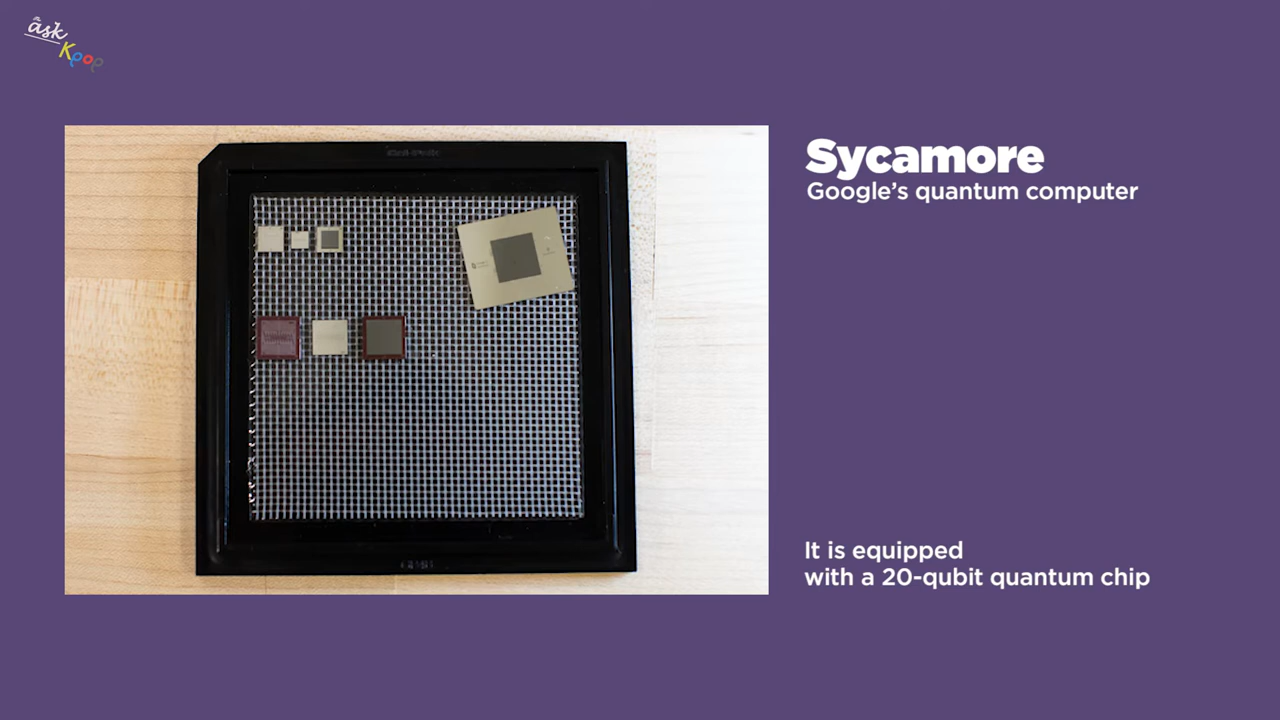 ask
Kpop
Sycamore
Google's quantum computer
It is equipped
with a 20-qubit quantum chip